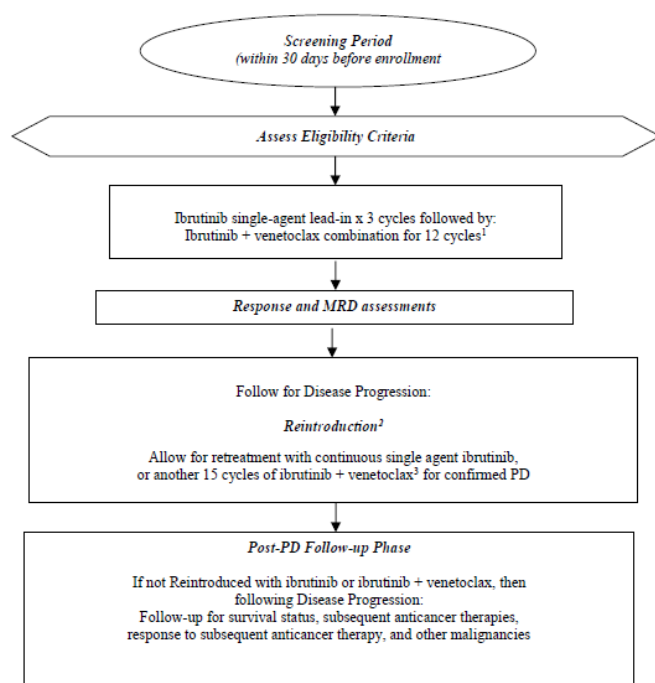 Screening Period
(within 30 days before enrollment
Assess Eligibility Criteria
Ibrutinib single-agent lead-in x 3 cycles followed by:
Ibrutinib + venetoclax combination for 12 cycles¹
Response and MRD assessments
Follow for Disease Progression:
Reintroduction²
Allow for retreatment with continuous single agent ibrutinib,
or another 15 cycles of ibrutinib + venetoclax³ for confirmed PD
Post-PD Follow-up Phase
If not Reintroduced with ibrutinib or ibrutinib + venetoclax, then
following Disease Progression:
Follow-up for survival status, subsequent anticancer therapies,
response to subsequent anticancer therapy, and other malignancies